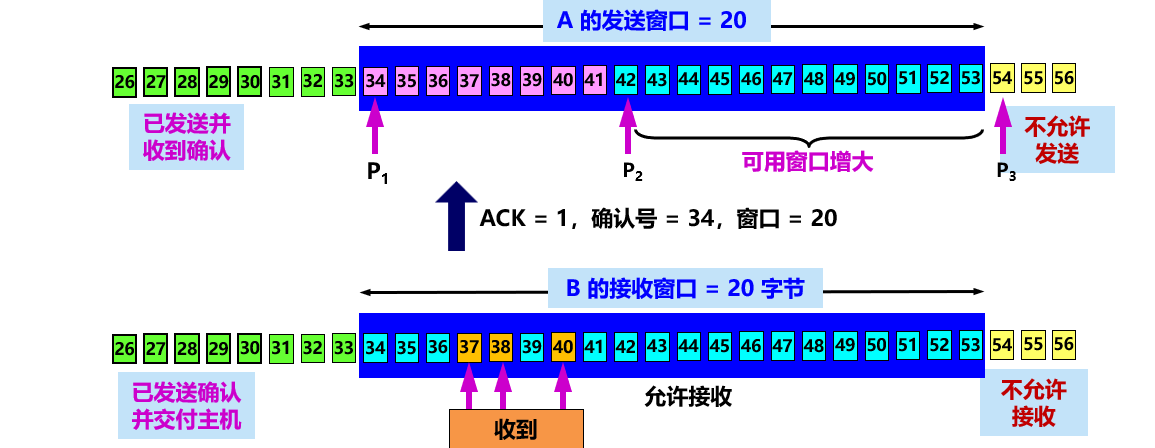 A 的发送窗口 = 20
26 27 28 29 30 31 32 33 34 35 36 37 38 39 40 41 42 43 44 45 46 47 48 49 50 51 52 53 54 55 56
已发送并
收到确认
不允许
发送
可用窗口增大
P1
P2
P3
ACK = 1，确认号 = 34，窗口 = 20
B 的接收窗口 = 20 字节
26 27 28 29 30 31 32 33 34 35 36 37 38 39 40 41 42 43 44 45 46 47 48 49 50 51 52 53 54 55 56
已发送确认
并交付主机
允许接收
不允许
接收
收到